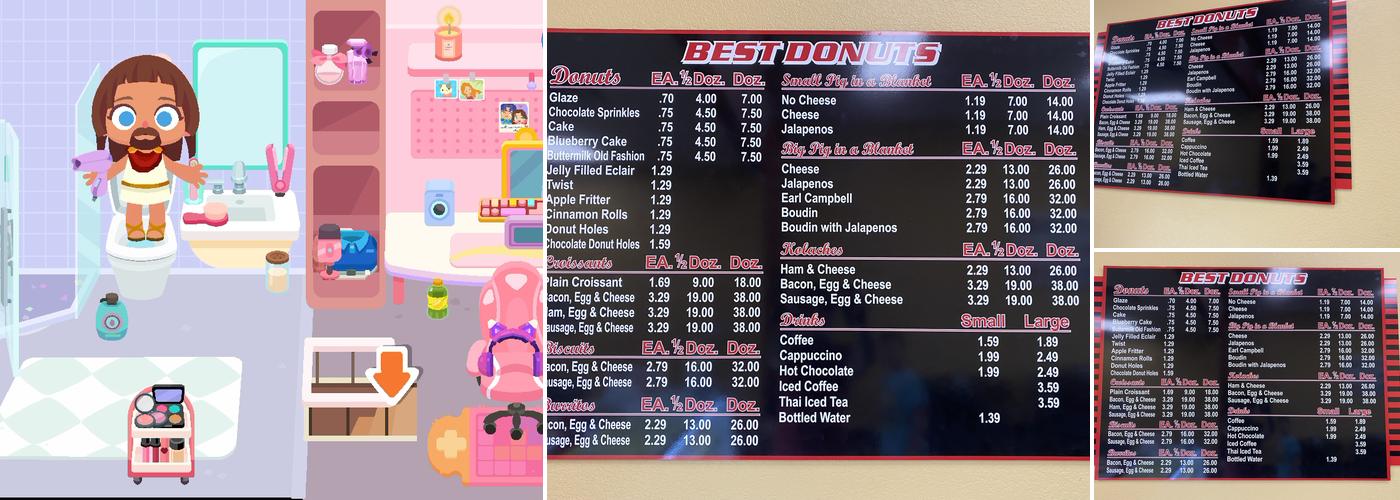 BEST DONUTS
Donuts EA. ½ Doz. Doz.
Glaze .70 4.00 7.00
Chocolate Sprinkles .75 4.50 7.50
Cake .75 4.50 7.50
Blueberry Cake .75 4.50 7.50
Buttermilk Old Fashion .75 4.50 7.50
Jelly Filled Eclair 1.29
Twist 1.29
Apple Fritter 1.29
Cinnamon Rolls 1.29
Donut Holes 1.29
Chocolate Donut Holes 1.59
Croissants EA. ½ Doz. Doz.
Plain Croissant 1.69 9.00 18.00
Bacon, Egg & Cheese 3.29 19.00 38.00
Ham, Egg & Cheese 3.29 19.00 38.00
Sausage, Egg & Cheese 3.29 19.00 38.00
Biscuits EA. ½ Doz. Doz.
Bacon, Egg & Cheese 2.79 16.00 32.00
Sausage, Egg & Cheese 2.79 16.00 32.00
Burritos EA. ½ Doz. Doz.
Bacon, Egg & Cheese 2.29 13.00 26.00
Sausage, Egg & Cheese 2.29 13.00 26.00
Small Pig in a Blanket EA. ½ Doz. Doz.
No Cheese 1.19 7.00 14.00
Cheese 1.19 7.00 14.00
Jalapenos 1.19 7.00 14.00
Big Pig in a Blanket EA. ½ Doz. Doz.
Cheese 2.29 13.00 26.00
Jalapenos 2.29 13.00 26.00
Earl Campbell 2.79 16.00 32.00
Boudin 2.79 16.00 32.00
Boudin with Jalapenos 2.79 16.00 32.00
Kolaches EA. ½ Doz. Doz.
Ham & Cheese 2.29 13.00 26.00
Bacon, Egg & Cheese 3.29 19.00 38.00
Sausage, Egg & Cheese 3.29 19.00 38.00
Drinks Small Large
Coffee 1.59 1.89
Cappuccino 1.99 2.49
Hot Chocolate 1.99 2.49
Iced Coffee 3.59
Thai Iced Tea 3.59
Bottled Water 1.39